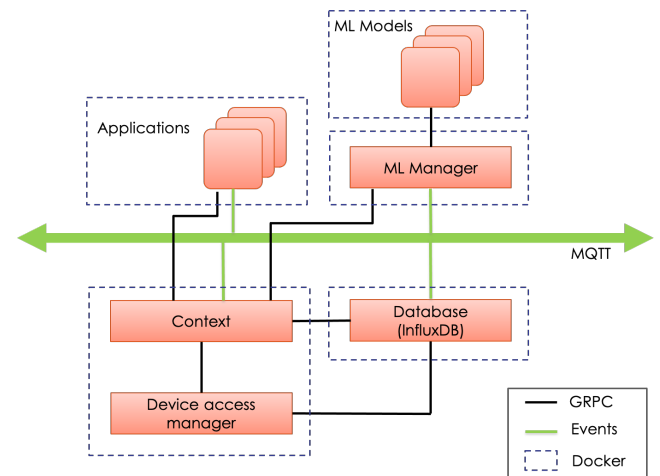 ML Models
Applications
ML Manager
MQTT
Context
Database
(InfluxDB)
Device access
manager
GRPC
Events
Docker